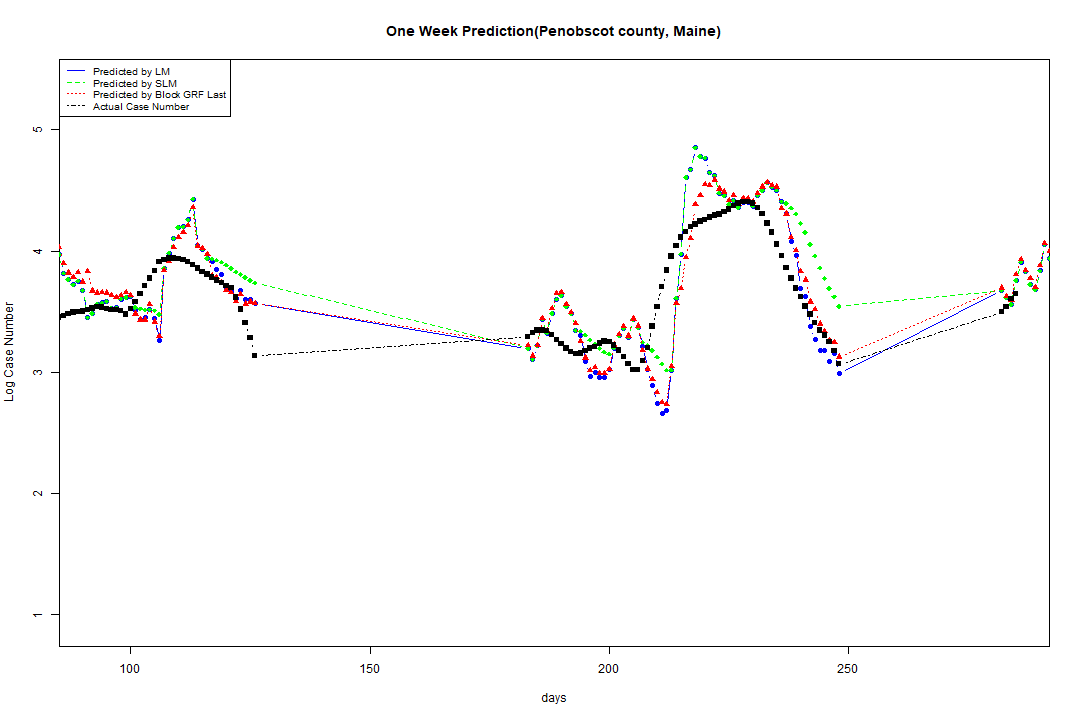 One Week Prediction(Penobscot county, Maine)
Predicted by LM
Predicted by SLM
Predicted by Block GRF Last
Actual Case Number
5
4
3
2
1
Log Case Number
100
150
200
250
days